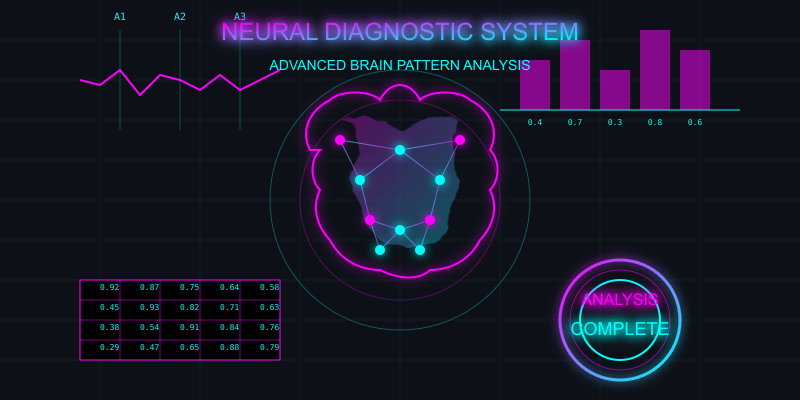 A1 A2 A3
NEURAL DIAGNOSTIC SYSTEM
ADVANCED BRAIN PATTERN ANALYSIS
0.4 0.7 0.3 0.8 0.6
0.92 0.87 0.75 0.64 0.58
0.45 0.93 0.82 0.71 0.63
0.38 0.54 0.91 0.84 0.76
0.29 0.47 0.65 0.88 0.79
ANALYSIS
COMPLETE